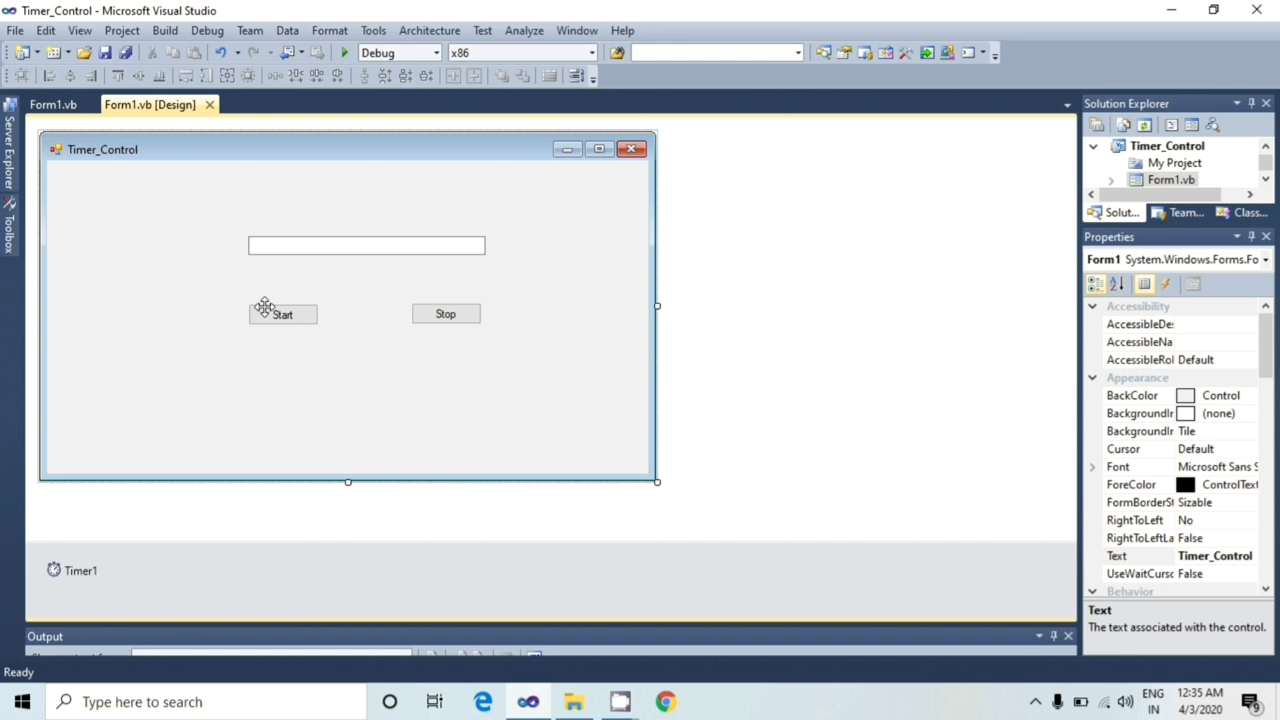 Timer_Control - Microsoft Visual Studio
File Edit View Project Build Debug Team Data Format Tools Architecture Test Analyze Window Help
Debug x86
Form1.vb Form1.vb [Design]
Server Explorer
Toolbox
Timer_Control
Start Stop
Timer1
Output
Ready
Solution Explorer
Timer_Control
My Project
Form1.vb
Solut... Team... Class...
Properties
Form1 System.Windows.Forms.Fo
Accessibility
AccessibleDe
AccessibleNa
AccessibleRol Default
Appearance
BackColor Control
BackgroundIr (none)
BackgroundIr Tile
Cursor Default
Font Microsoft Sans S
ForeColor ControlText
FormBorderSt Sizable
RightToLeft No
RightToLeftLa False
Text Timer_Control
UseWaitCursc False
Behavior
Text
The text associated with the control.
Type here to search
ENG
IN
12:35 AM
4/3/2020
9